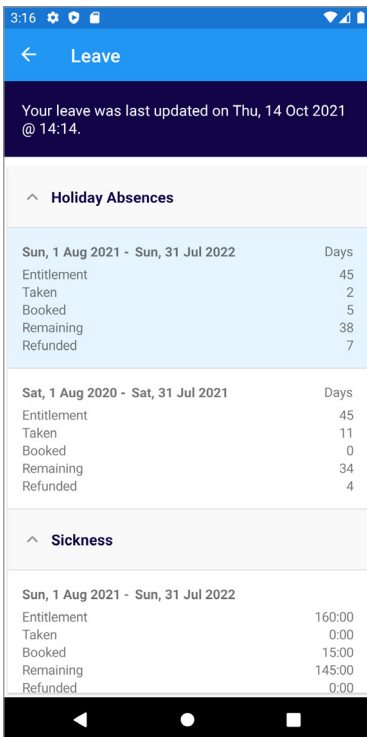 3:16
Leave
Your leave was last updated on Thu, 14 Oct 2021
@ 14:14.
Holiday Absences
Sun, 1 Aug 2021 - Sun, 31 Jul 2022 Days
Entitlement 45
Taken 2
Booked 5
Remaining 38
Refunded 7
Sat, 1 Aug 2020 - Sat, 31 Jul 2021 Days
Entitlement 45
Taken 11
Booked 0
Remaining 34
Refunded 4
Sickness
Sun, 1 Aug 2021 - Sun, 31 Jul 2022
Entitlement 160:00
Taken 0:00
Booked 15:00
Remaining 145:00
Refunded 0:00